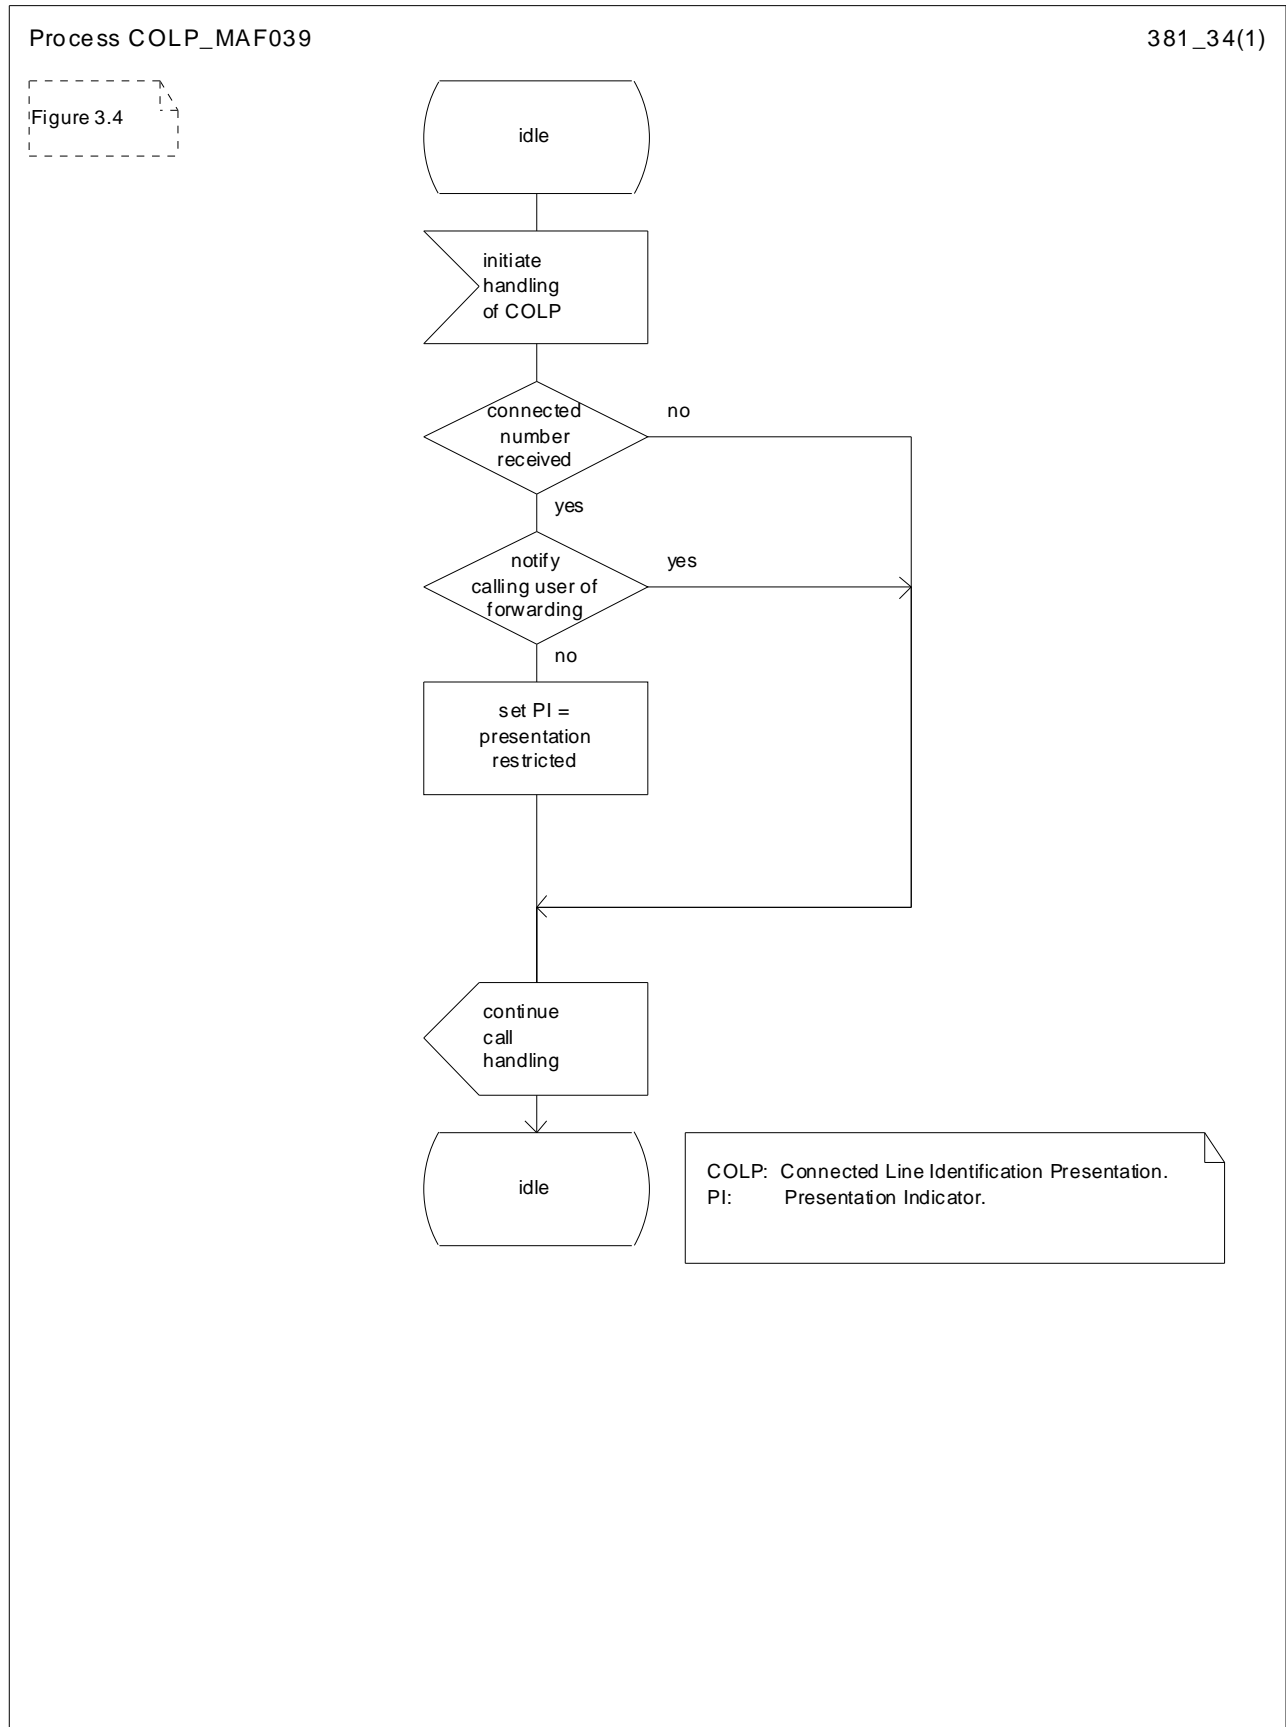 Process COLP_MAF039
381_34(1)
Figure 3.4
idle
initiate
handling
of COLP
connected
number
received
no
yes
notify
calling user of
forwarding
yes
no
set PI =
presentation
restricted
continue
call
handling
idle
COLP: Connected Line Identification Presentation.
PI: Presentation Indicator.